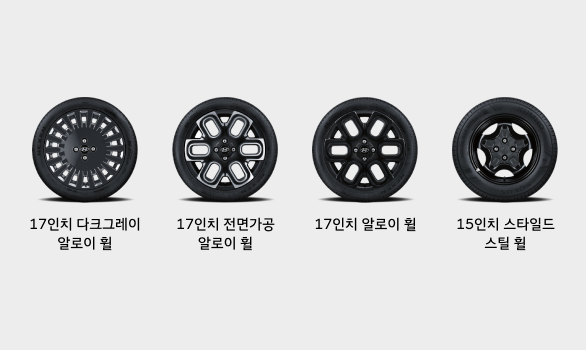 17인치 다크그레이
알로이 휠
17인치 전면가공
알로이 휠
17인치 알로이 휠
15인치 스타일드
스틸 휠